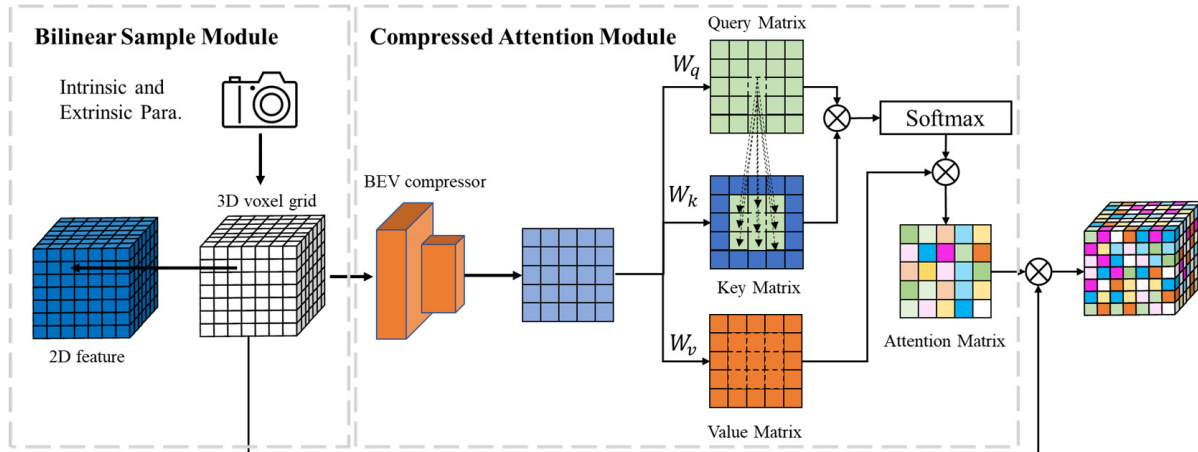 Bilinear Sample Module
Intrinsic and
Extrinsic Para.
3D voxel grid
2D feature
Compressed Attention Module
BEV compressor
Query Matrix
W_q
W_k
Key Matrix
W_v
Value Matrix
Softmax
Attention Matrix